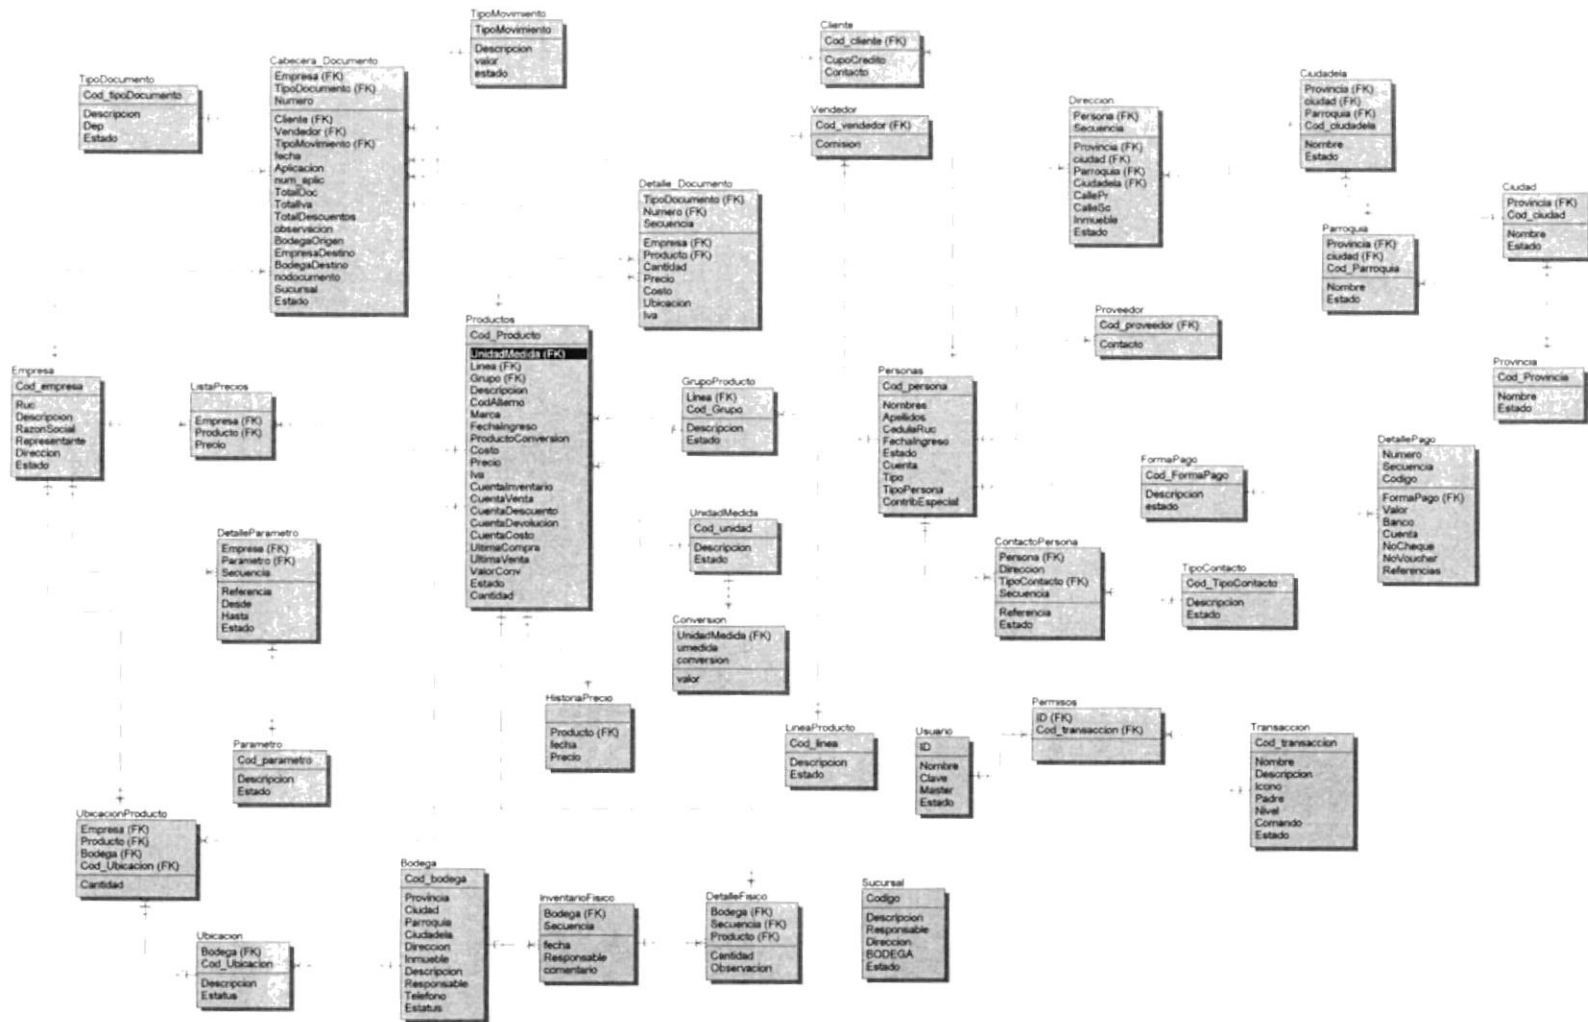 TipoMovimiento
TipoMovimiento
Descripcion
valor
estado
Cliente
Cod_cliente (FK)
CupoCredito
Contacto
Cabecera_Documento
Empresa (FK)
TipoDocumento (FK)
Numero
Cliente (FK)
Vendedor (FK)
TipoMovimiento (FK)
fecha
Aplicacion
num_aplic
TotalDoc
TotalIva
TotalDescuentos
observacion
BodegaOrigen
EmpresaDestino
BodegaDestino
nodocumento
Sucursal
Estado
TipoDocumento
Cod_tipoDocumento
Descripcion
Dep
Estado
Vendedor
Cod_vendedor (FK)
Comision
Direccion
Persona (FK)
Secuencia
Provincia (FK)
ciudad (FK)
Parroquia (FK)
Ciudadela (FK)
CallePr
CalleSc
Inmueble
Estado
Ciudadela
Provincia (FK)
ciudad (FK)
Parroquia (FK)
Cod_ciudadela
Nombre
Estado
Detalle_Documento
TipoDocumento (FK)
Numero (FK)
Secuencia
Empresa (FK)
Producto (FK)
Cantidad
Precio
Costo
Ubicacion
Iva
Ciudad
Provincia (FK)
Cod_ciudad
Nombre
Estado
Parroquia
Provincia (FK)
ciudad (FK)
Cod_Parroquia
Nombre
Estado
Proveedor
Cod_proveedor (FK)
Contacto
Productos
Cod_Producto
UnidadMedida (FK)
Linea (FK)
Grupo (FK)
Descripcion
CodAlterno
Marca
FechaIngreso
ProductoConversion
Costo
Precio
Iva
CuentaInventario
CuentaVenta
CuentaDescuento
CuentaDevolucion
CuentaCosto
UltimaCompra
UltimaVenta
ValorConv
Estado
Cantidad
Empresa
Cod_empresa
Ruc
Descripcion
RazonSocial
Representante
Direccion
Estado
ListaPrecios
Empresa (FK)
Producto (FK)
Precio
GrupoProducto
Linea (FK)
Cod_Grupo
Descripcion
Estado
Personas
Cod_persona
Nombres
Apellidos
CedulaRuc
FechaIngreso
Estado
Cuenta
Tipo
TipoPersona
ContribEspecial
Provincia
Cod_Provincia
Nombre
Estado
DetallePago
Numero
Secuencia
Codigo
FormaPago (FK)
Valor
Banco
Cuenta
NoCheque
NoVoucher
Referencias
FormaPago
Cod_FormaPago
Descripcion
estado
UnidadMedida
Cod_unidad
Descripcion
Estado
DetalleParametro
Empresa (FK)
Parametro (FK)
Secuencia
Referencia
Desde
Hasta
Estado
ContactoPersona
Persona (FK)
Direccion
TipoContacto (FK)
Secuencia
Referencia
Estado
TipoContacto
Cod_TipoContacto
Descripcion
Estado
Conversion
UnidadMedida (FK)
umedida
conversion
valor
HistoriaPrecio
Producto (FK)
fecha
Precio
LineaProducto
Cod_linea
Descripcion
Estado
Usuario
ID
Nombre
Clave
Master
Estado
Permisos
ID (FK)
Cod_transaccion (FK)
Transaccion
Cod_transaccion
Nombre
Descripcion
Icono
Padre
Nivel
Comando
Estado
Parametro
Cod_parametro
Descripcion
Estado
UbicacionProducto
Empresa (FK)
Producto (FK)
Bodega (FK)
Cod_Ubicacion (FK)
Cantidad
Ubicacion
Bodega (FK)
Cod_Ubicacion
Descripcion
Estatus
Bodega
Cod_bodega
Provincia
Ciudad
Parroquia
Ciudadela
Direccion
Inmueble
Descripcion
Responsable
Telefono
Estatus
InventarioFisico
Bodega (FK)
Secuencia
fecha
Responsable
comentario
DetalleFisico
Bodega (FK)
Secuencia (FK)
Producto (FK)
Cantidad
Observacion
Sucursal
Codigo
Descripcion
Responsable
Direccion
BODEGA
Estado